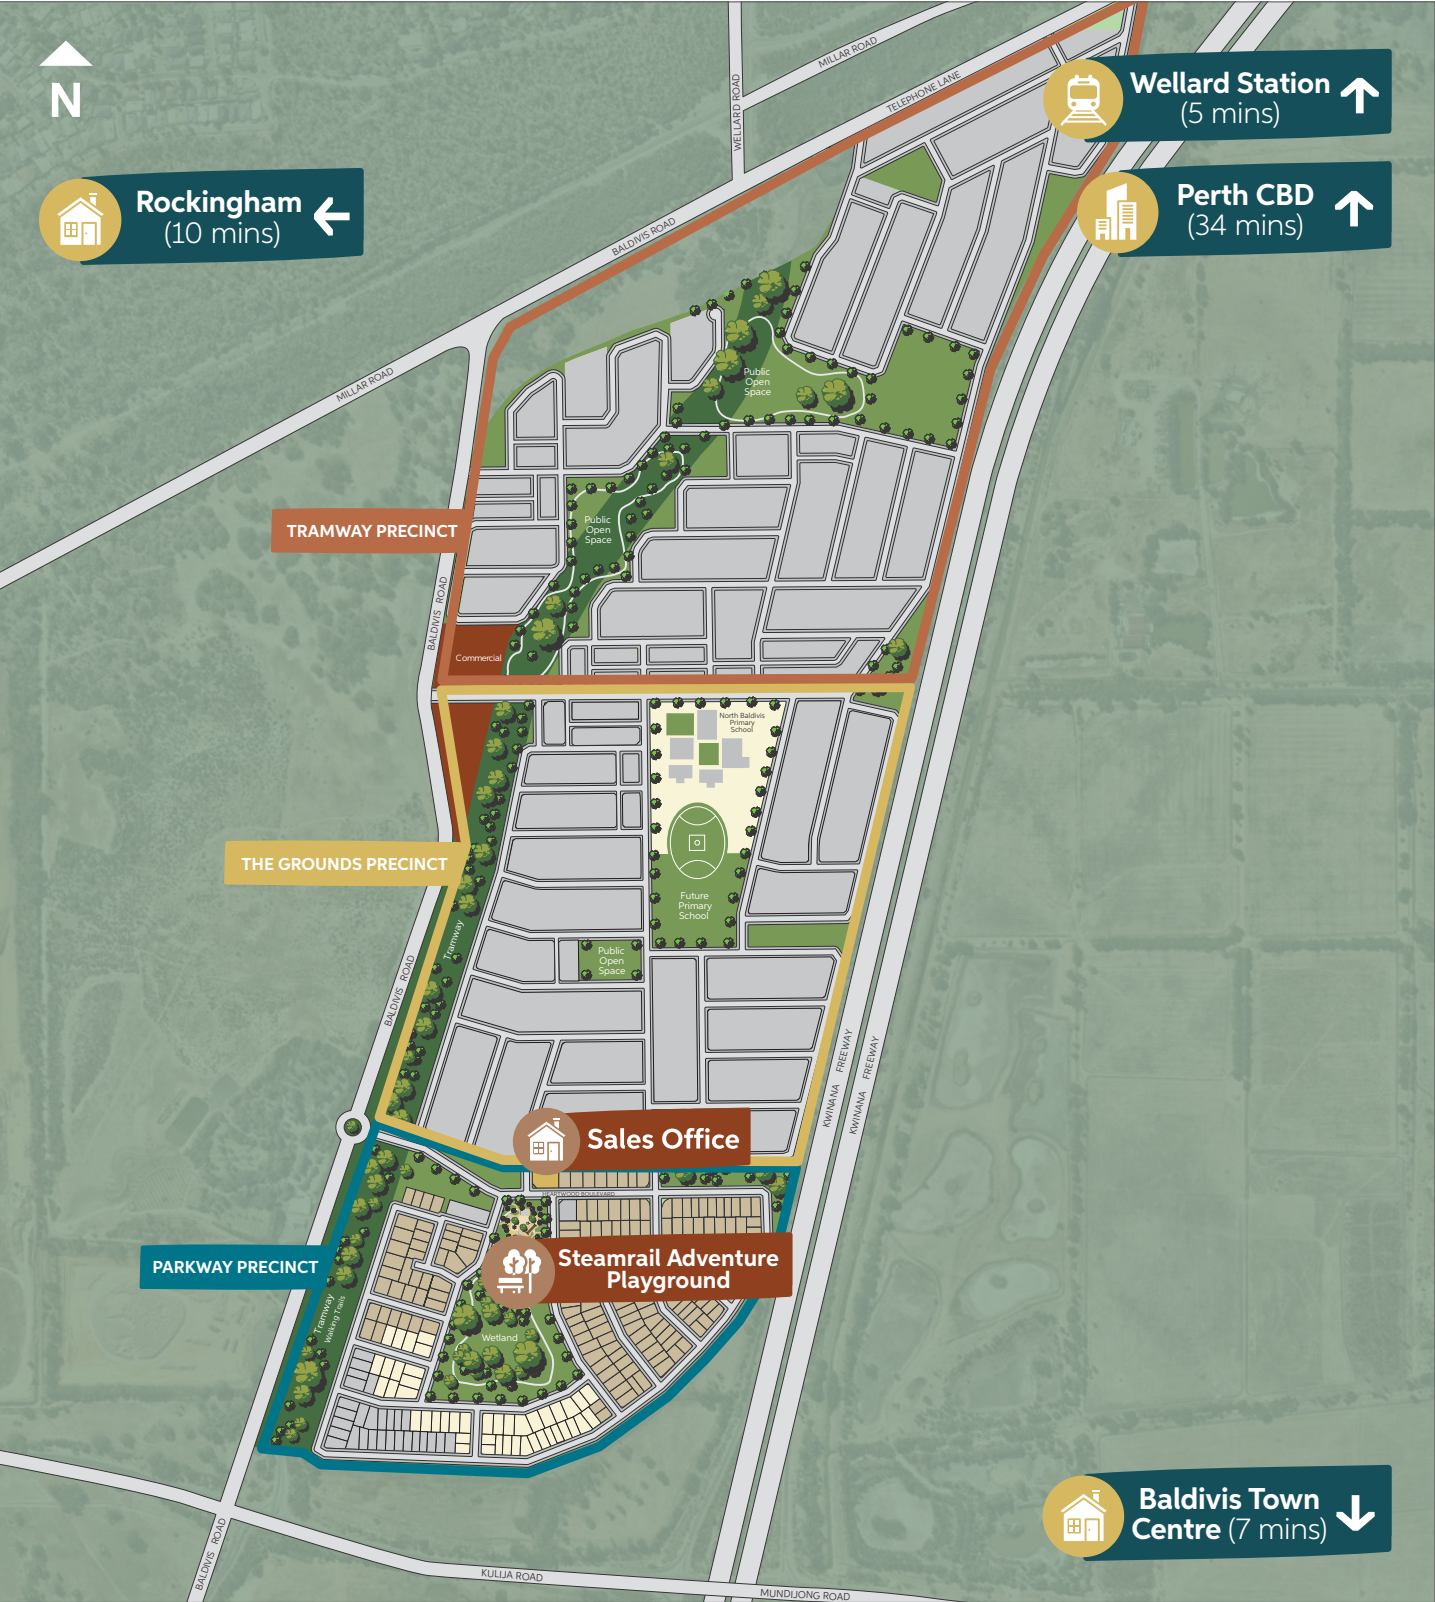 N
MILLAR ROAD
WELLARD ROAD
TELEPHONE LANE
Wellard Station
(5 mins)
Rockingham
(10 mins)
Perth CBD
(34 mins)
BALDIVIS ROAD
MILLAR ROAD
Public
Open
Space
TRAMWAY PRECINCT
Public
Open
Space
BALDIVIS ROAD
Commercial
North Baldivis
Primary
School
THE GROUNDS PRECINCT
Future
Primary
School
Tramway
Public
Open
Space
BALDIVIS ROAD
KWINANA FREEWAY
KWINANA FREEWAY
Sales Office
HEARTWOOD BOULEVARD
PARKWAY PRECINCT
Steamrail Adventure
Playground
Tramway
Walking Trails
Wetland
Baldivis Town
Centre (7 mins)
BALDIVIS ROAD
KULIJA ROAD
MUNDIJONG ROAD